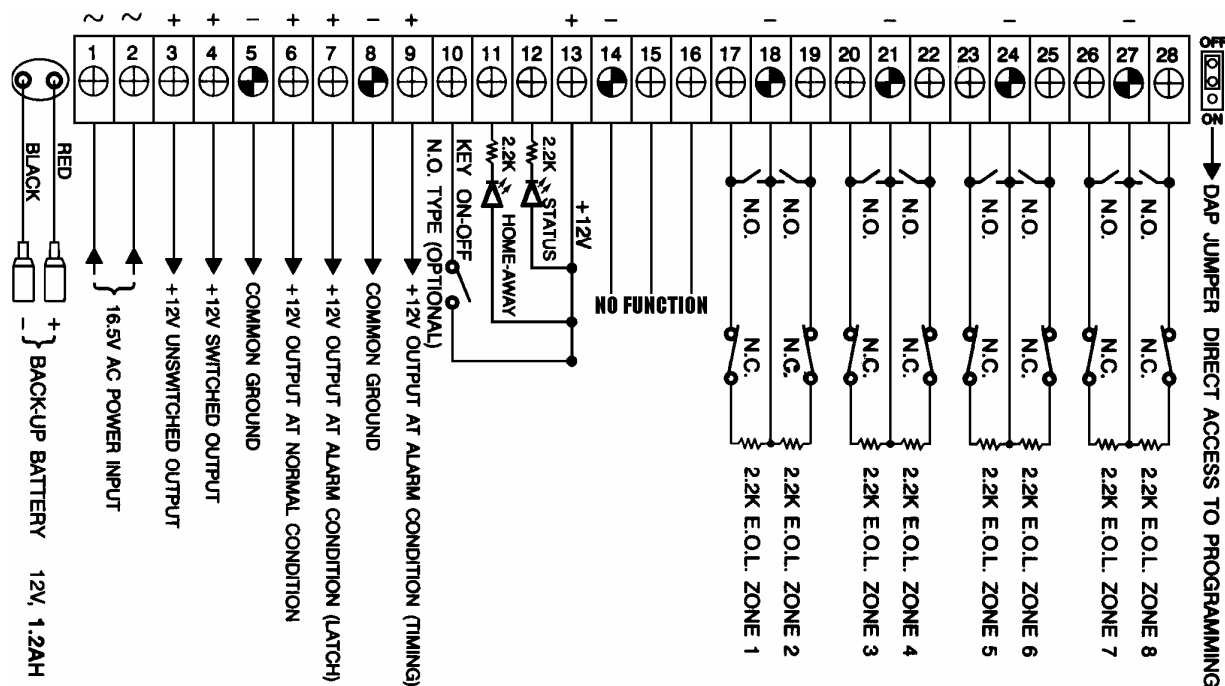 ~ ~ + + − + + − + + − − − − −
1 2 3 4 5 6 7 8 9 10 11 12 13 14 15 16 17 18 19 20 21 22 23 24 25 26 27 28
OFF
ON
BLACK
RED
− +
BACK-UP BATTERY 12V, 1.2AH
16.5V AC POWER INPUT
+12V UNSWITCHED OUTPUT
+12V SWITCHED OUTPUT
COMMON GROUND
+12V OUTPUT AT NORMAL CONDITION
+12V OUTPUT AT ALARM CONDITION (LATCH)
COMMON GROUND
+12V OUTPUT AT ALARM CONDITION (TIMING)
KEY ON-OFF
N.O. TYPE (OPTIONAL)
2.2K
HOME-AWAY
2.2K
STATUS
+12V
NO FUNCTION
N.O. N.O. N.O. N.O. N.O. N.O. N.O. N.O.
N.C. N.C. N.C. N.C. N.C. N.C. N.C. N.C.
2.2K E.O.L. ZONE 1
2.2K E.O.L. ZONE 2
2.2K E.O.L. ZONE 3
2.2K E.O.L. ZONE 4
2.2K E.O.L. ZONE 5
2.2K E.O.L. ZONE 6
2.2K E.O.L. ZONE 7
2.2K E.O.L. ZONE 8
DAP JUMPER DIRECT ACCESS TO PROGRAMMING